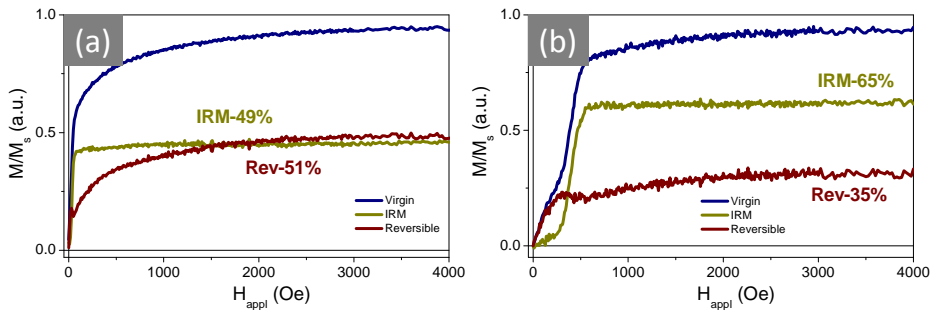 (a)
M/Mₛ (a.u.)
1.0
0.5
0.0
IRM-49%
Rev-51%
Virgin
IRM
Reversible
0
1000
2000
3000
4000
H_appl (Oe)
(b)
M/Mₛ (a.u.)
1.0
0.5
0.0
IRM-65%
Rev-35%
Virgin
IRM
Reversible
0
1000
2000
3000
4000
H_appl (Oe)